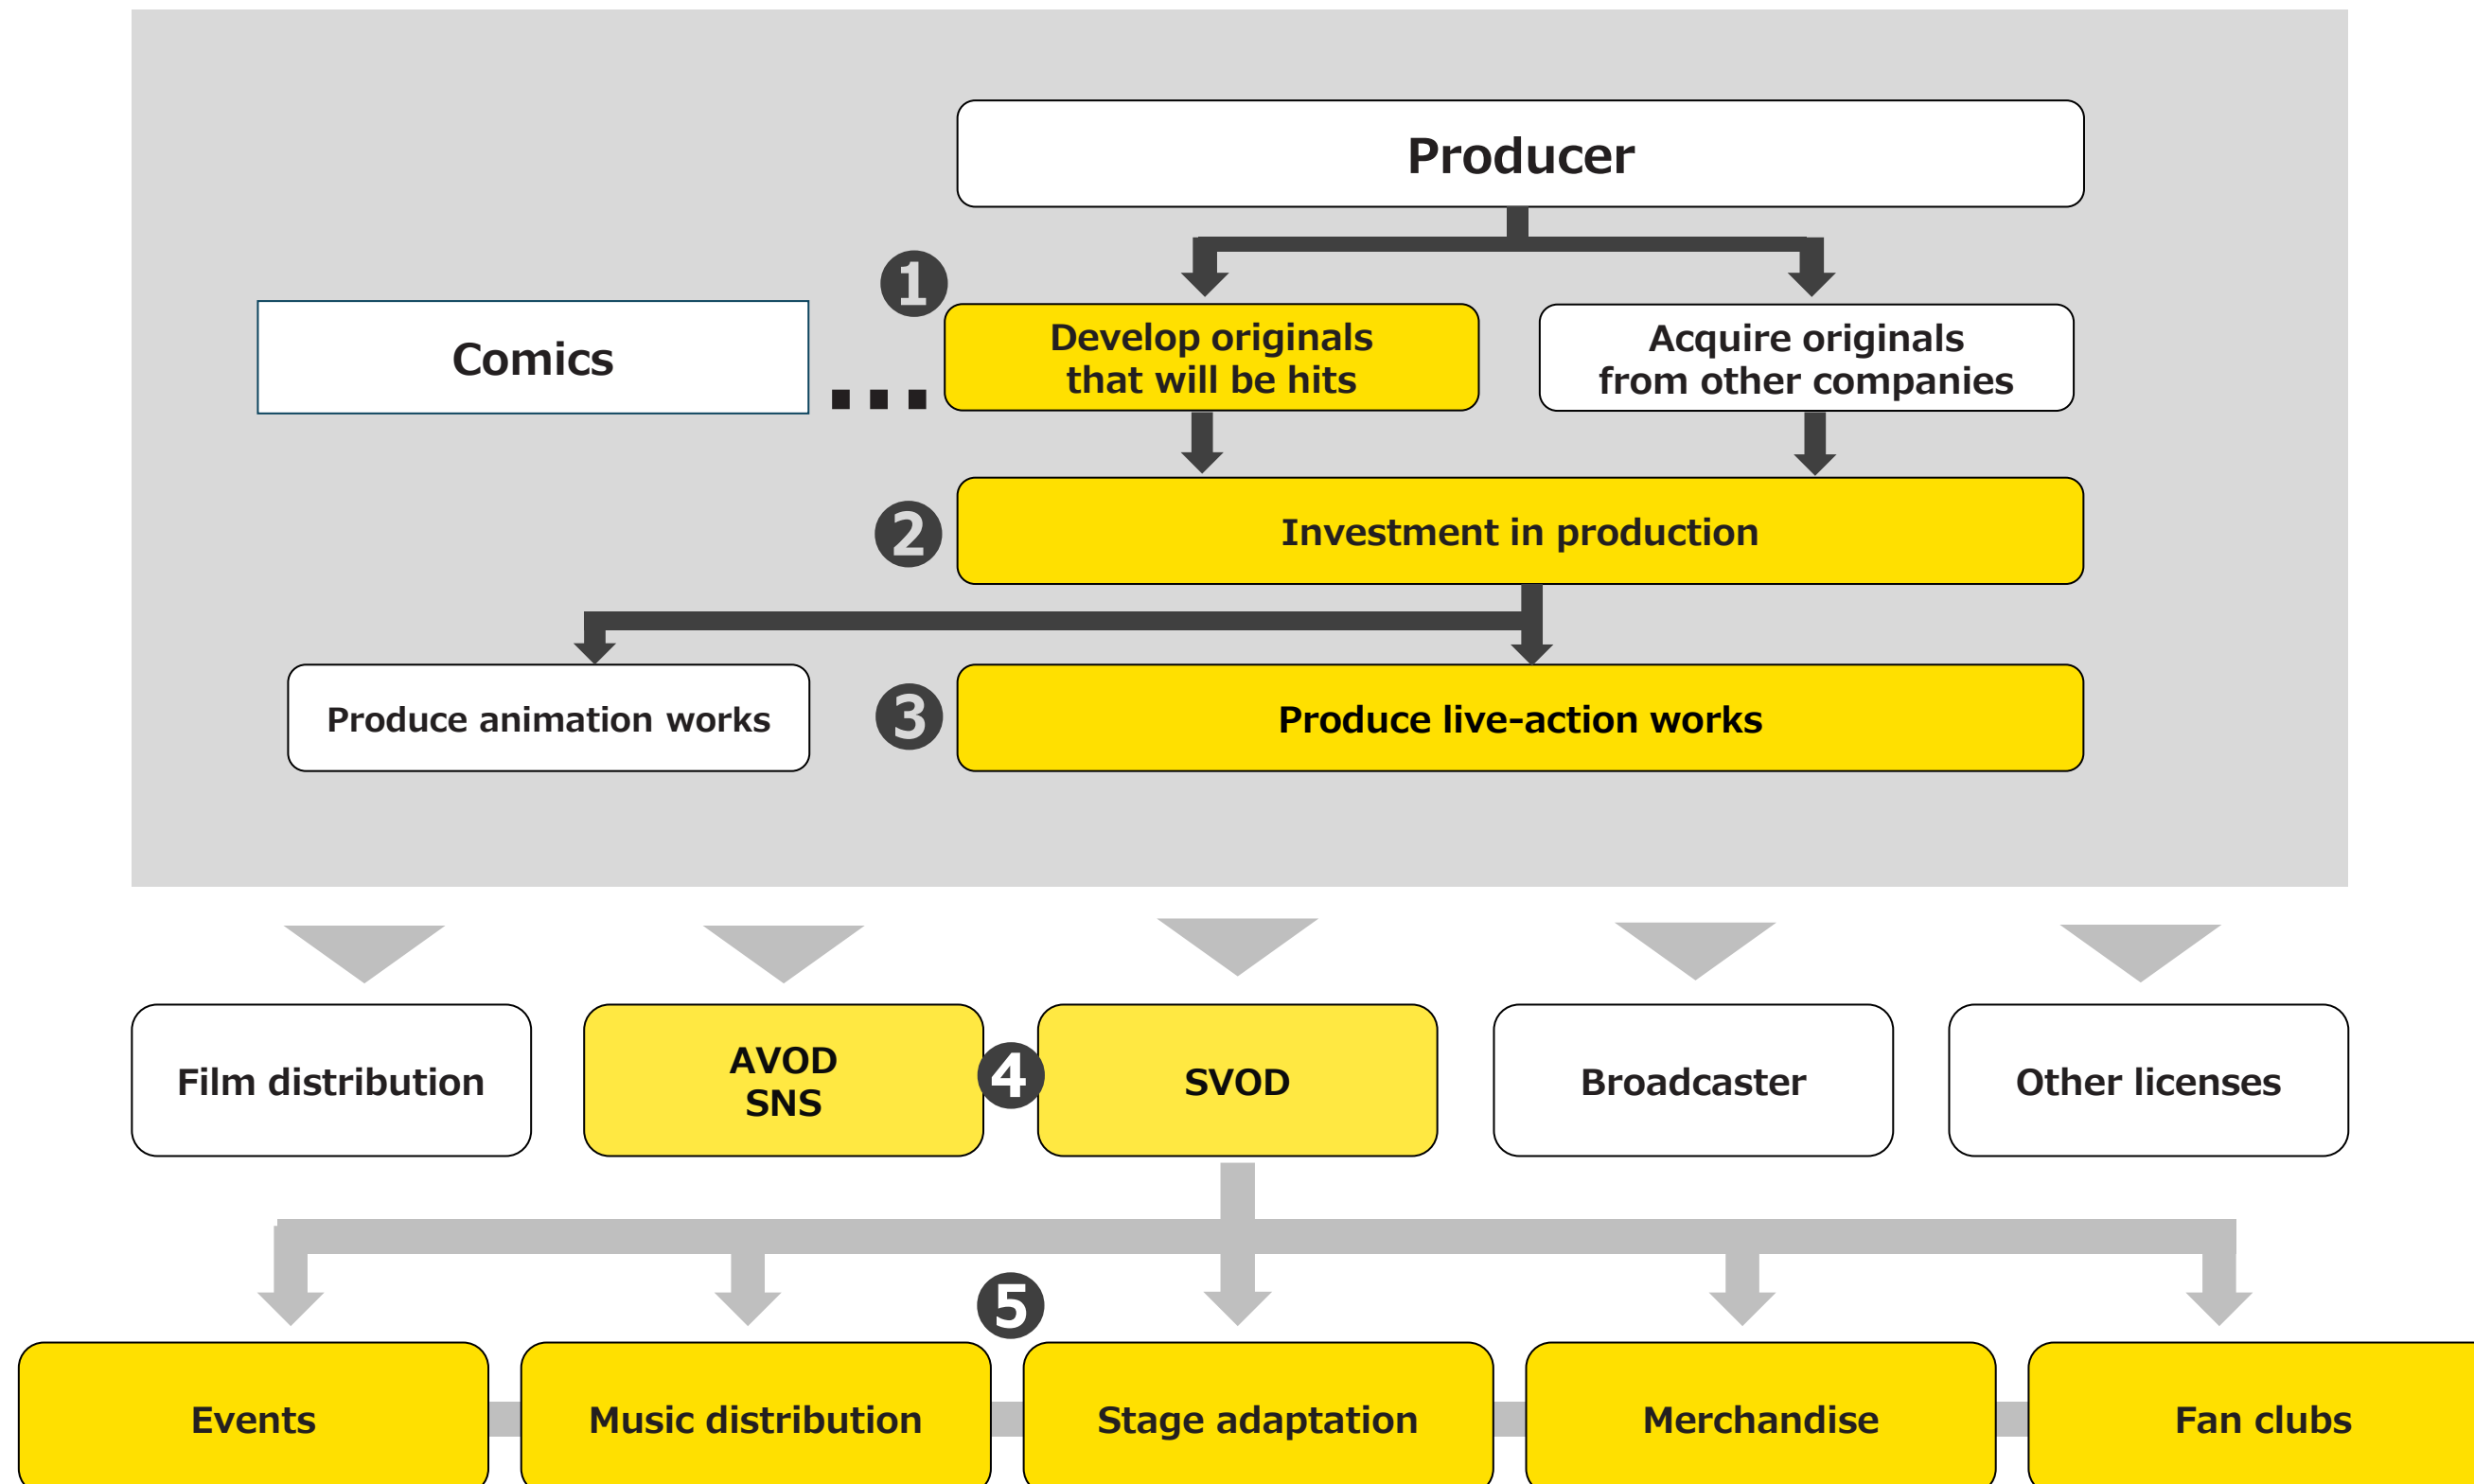 Producer
1
Comics
...
Develop originals
that will be hits
Acquire originals
from other companies
2
Investment in production
Produce animation works
3
Produce live-action works
Film distribution
AVOD
SNS
4
SVOD
Broadcaster
Other licenses
5
Events
Music distribution
Stage adaptation
Merchandise
Fan clubs